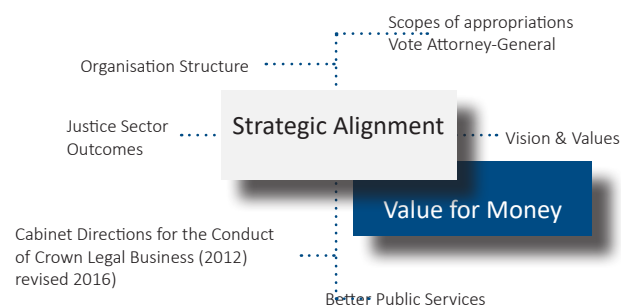 Scopes of appropriations
Vote Attorney-General
Organisation Structure
Justice Sector
Outcomes
Strategic Alignment
Vision & Values
Value for Money
Cabinet Directions for the Conduct
of Crown Legal Business (2012)
revised 2016)
Better Public Services